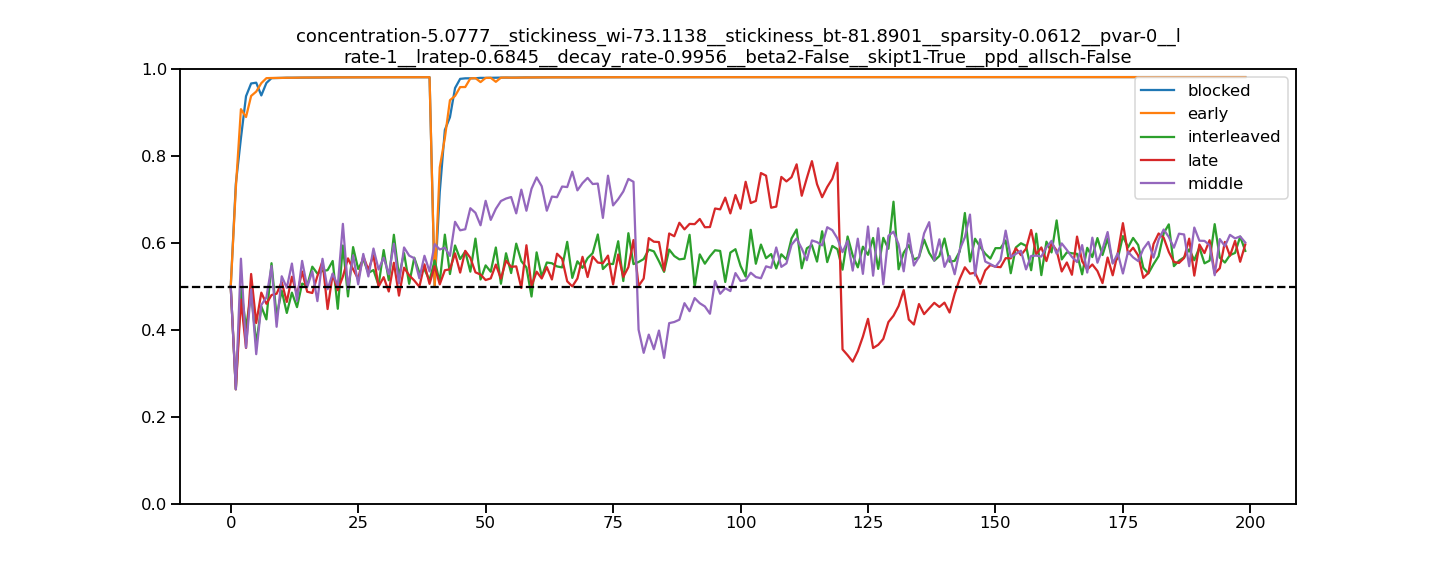 concentration-5.0777__stickiness_wi-73.1138__stickiness_bt-81.8901__sparsity-0.0612__pvar-0__l
rate-1__lratep-0.6845__decay_rate-0.9956__beta2-False__skipt1-True__ppd_allsch-False
1.0
0.8
0.6
0.4
0.2
0.0
blocked
early
interleaved
late
middle
0 25 50 75 100 125 150 175 200